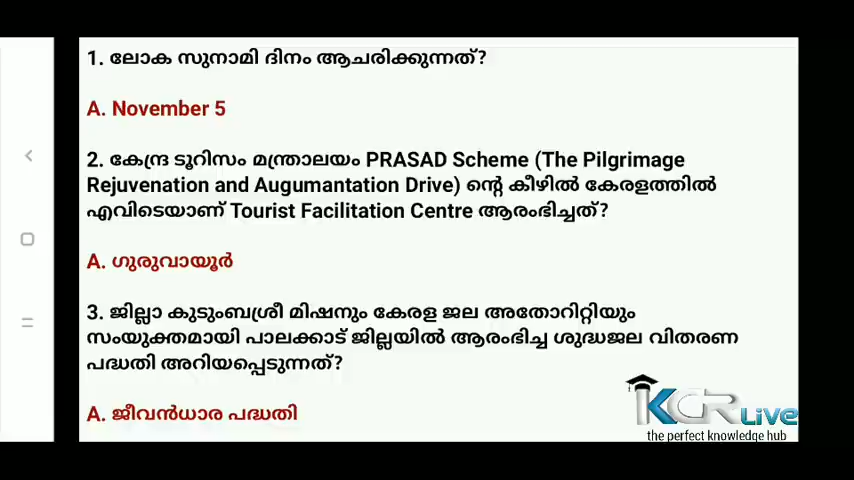 1. ലോക സുനാമി ദിനം ആചരിക്കുന്നത്?
A. November 5
2. കേന്ദ്ര ടൂറിസം മന്ത്രാലയം PRASAD Scheme (The Pilgrimage
Rejuvenation and Augumantation Drive) ന്റെ കീഴിൽ കേരളത്തിൽ
എവിടെയാണ് Tourist Facilitation Centre ആരംഭിച്ചത്?
A. ഗുരുവായൂർ
3. ജില്ലാ കുടുംബശ്രീ മിഷനും കേരള ജല അതോറിറ്റിയും
സംയുക്തമായി പാലക്കാട് ജില്ലയിൽ ആരംഭിച്ച ശുദ്ധജല വിതരണ
പദ്ധതി അറിയപ്പെടുന്നത്?
A. ജീവൻധാര പദ്ധതി
KCR LIVE
the perfect knowledge hub